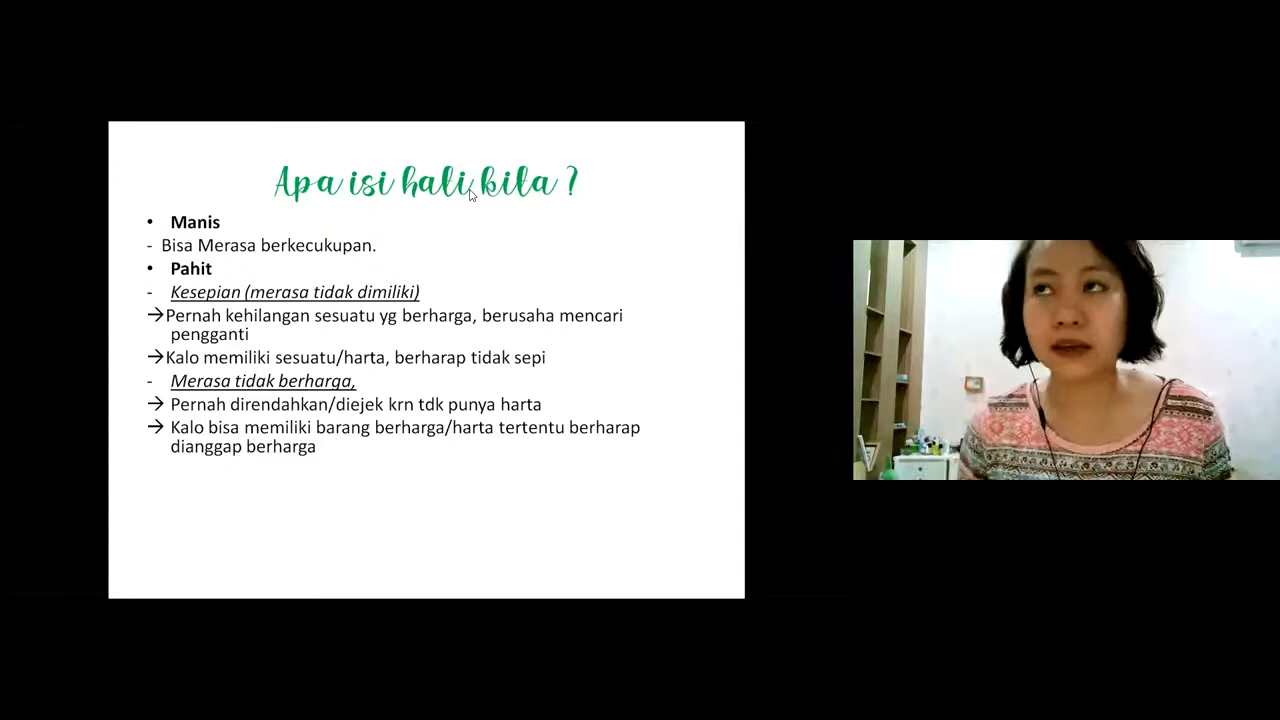 Apa isi hati kita ?
• Manis
- Bisa Merasa berkecukupan.
• Pahit
- Kesepian (merasa tidak dimiliki)
→Pernah kehilangan sesuatu yg berharga, berusaha mencari
pengganti
→Kalo memiliki sesuatu/harta, berharap tidak sepi
- Merasa tidak berharga,
→ Pernah direndahkan/diejek krn tdk punya harta
→ Kalo bisa memiliki barang berharga/harta tertentu berharap
dianggap berharga